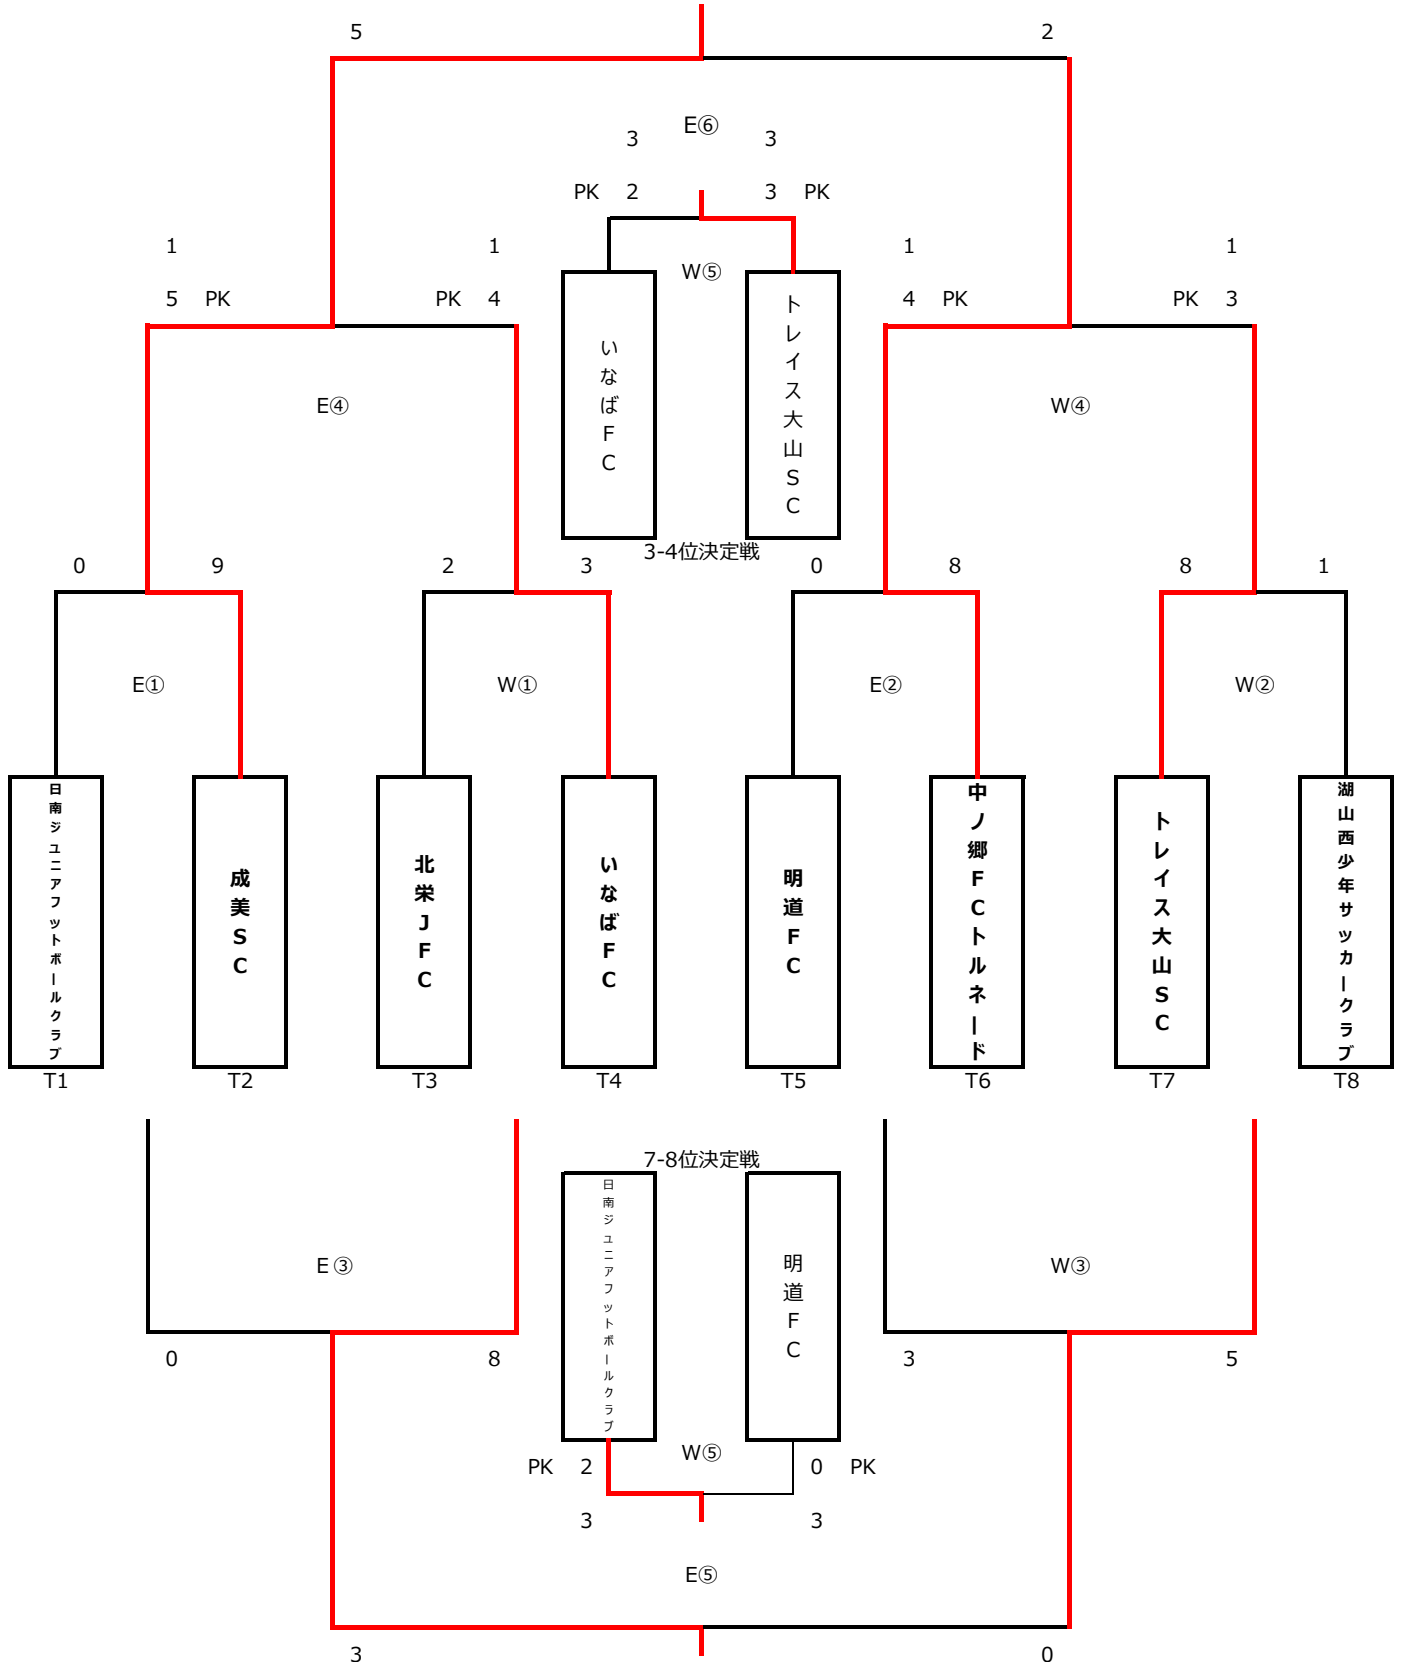 5 2
E⑥
3 3
PK 2 3 PK
1 1 1 1
5 PK PK 4 4 PK PK 3
W⑤
いなばFC
トレイス大山SC
E④ W④
3-4位決定戦
0 9 2 3 0 8 8 1
E① W① E② W②
日南ジュニアフットボールクラブ
成美SC
北栄JFC
いなばFC
明道FC
中ノ郷FCトルネード
トレイス大山SC
湖山西少年サッカークラブ
T1 T2 T3 T4 T5 T6 T7 T8
7-8位決定戦
日南ジュニアフットボールクラブ
明道FC
E③ W③
0 8 3 5
W⑤
PK 2 0 PK
3 3
E⑤
3 0